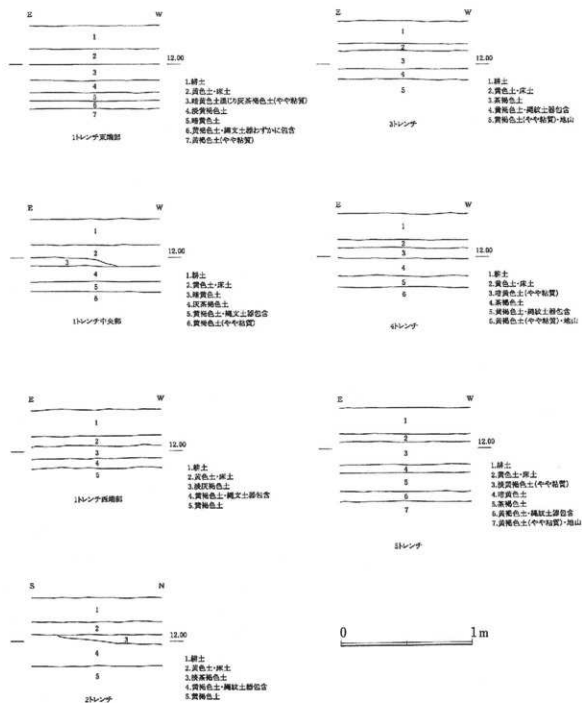 E W
1
2
12.00
3
4
5
6
7
1.耕土
2.黄色土・床土
3.暗黄色土混じり灰茶褐色土(やや粘質)
4.淡黄褐色土
5.暗黄色土
6.黄褐色土・縄文土器わずかに包含
7.黄褐色土(やや粘質)
1トレンチ東端部
E W
1
2
12.00
3
4
5
1.耕土
2.黄色土・床土
3.茶褐色土
4.黄褐色土・縄紋土器包含
5.黄褐色土(やや粘質)・地山
3トレンチ
E W
1
2
12.00
3
4
5
6
1.耕土
2.黄色土・床土
3.暗黄色土
4.灰茶褐色土
5.黄褐色土・縄文土器包含
6.黄褐色土(やや粘質)
1トレンチ中央部
E W
1
2
12.00
3
4
5
6
1.耕土
2.黄色土・床土
3.暗黄色土(やや粘質)
4.茶褐色土
5.黄褐色土・縄紋土器包含
6.黄褐色土(やや粘質)・地山
4トレンチ
E W
1
2
12.00
3
4
5
1.耕土
2.黄色土・床土
3.淡灰褐色土
4.黄褐色土・縄文土器包含
5.黄褐色土
1トレンチ西端部
E W
1
2
12.00
3
4
5
6
7
1.耕土
2.黄色土・床土
3.淡黄褐色土(やや粘質)
4.暗黄色土
5.茶褐色土
6.黄褐色土・縄紋土器包含
7.黄褐色土(やや粘質)・地山
5トレンチ
S N
1
2
12.00
3
4
5
1.耕土
2.黄色土・床土
3.淡茶褐色土
4.黄褐色土・縄紋土器包含
5.黄褐色土
2トレンチ
0 1m